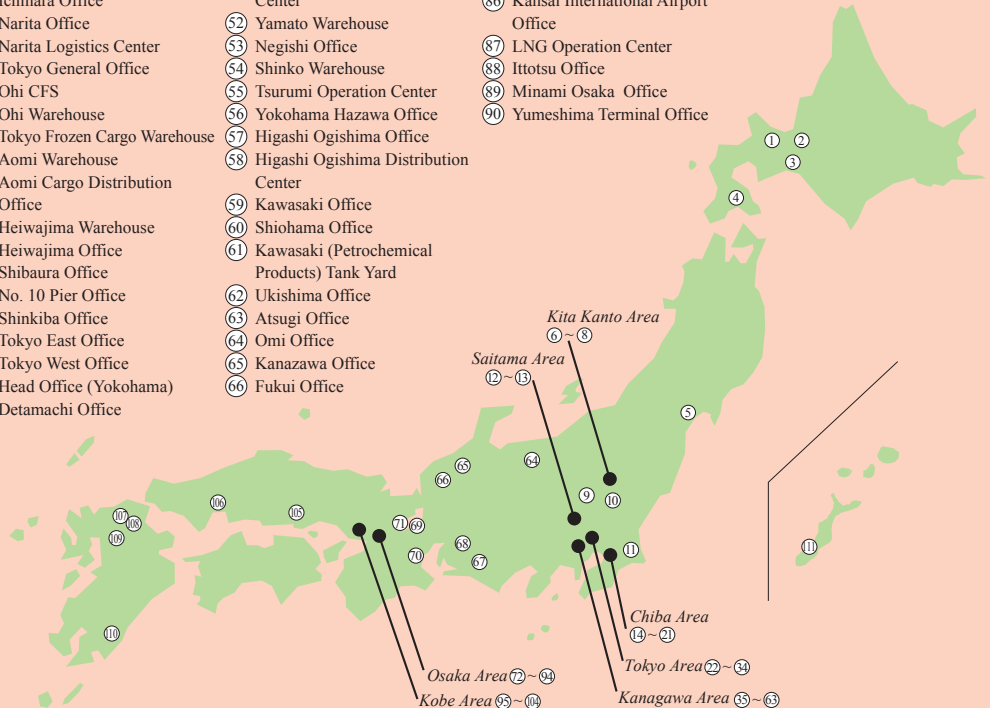 Ichihara Office
Narita Office
Narita Logistics Center
Tokyo General Office
Ohi CFS
Ohi Warehouse
Tokyo Frozen Cargo Warehouse
Aomi Warehouse
Aomi Cargo Distribution
Office
Heiwajima Warehouse
Heiwajima Office
Shibaura Office
No. 10 Pier Office
Shinkiba Office
Tokyo East Office
Tokyo West Office
Head Office (Yokohama)
Detamachi Office
Center
52 Yamato Warehouse
53 Negishi Office
54 Shinko Warehouse
55 Tsurumi Operation Center
56 Yokohama Hazawa Office
57 Higashi Ogishima Office
58 Higashi Ogishima Distribution
Center
59 Kawasaki Office
60 Shiohama Office
61 Kawasaki (Petrochemical
Products) Tank Yard
62 Ukishima Office
63 Atsugi Office
64 Omi Office
65 Kanazawa Office
66 Fukui Office
86 Kansai International Airport
Office
87 LNG Operation Center
88 Ittotsu Office
89 Minami Osaka Office
90 Yumeshima Terminal Office
1
2
3
4
Kita Kanto Area
6 ~ 8
Saitama Area
12 ~ 13
5
64
65
66
9
10
106
105
107
108
109
71
69
68
70
67
11
111
110
Chiba Area
14 ~ 21
Tokyo Area 22 ~ 34
Osaka Area 72 ~ 94
Kanagawa Area 35 ~ 63
Kobe Area 95 ~ 104